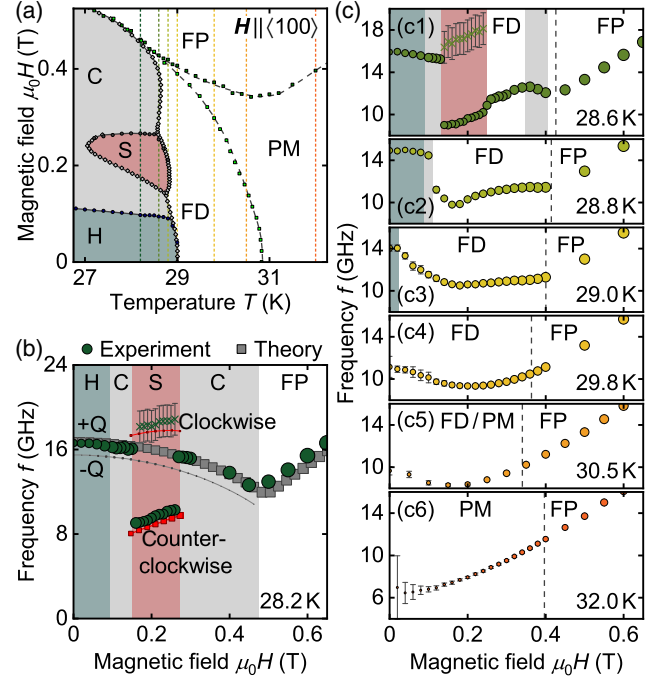 (a)
H||⟨100⟩
FP
C
S
PM
FD
H
0.4
0.2
0
27
29
31
Magnetic field μ₀H (T)
Temperature T (K)
(b)
Experiment
Theory
H
C
S
C
FP
+Q
-Q
Clockwise
Counter-
clockwise
28.2 K
24
16
8
0
0
0.2
0.4
0.6
Frequency f (GHz)
Magnetic field μ₀H (T)
(c)
(c1)
FD
FP
28.6 K
18
14
10
(c2)
FD
FP
28.8 K
14
10
(c3)
FD
FP
29.0 K
14
10
(c4)
FD
FP
29.8 K
14
10
(c5)
FD / PM
FP
30.5 K
14
10
(c6)
PM
FP
32.0 K
14
10
6
0
0.2
0.4
0.6
Frequency f (GHz)
Magnetic field μ₀H (T)